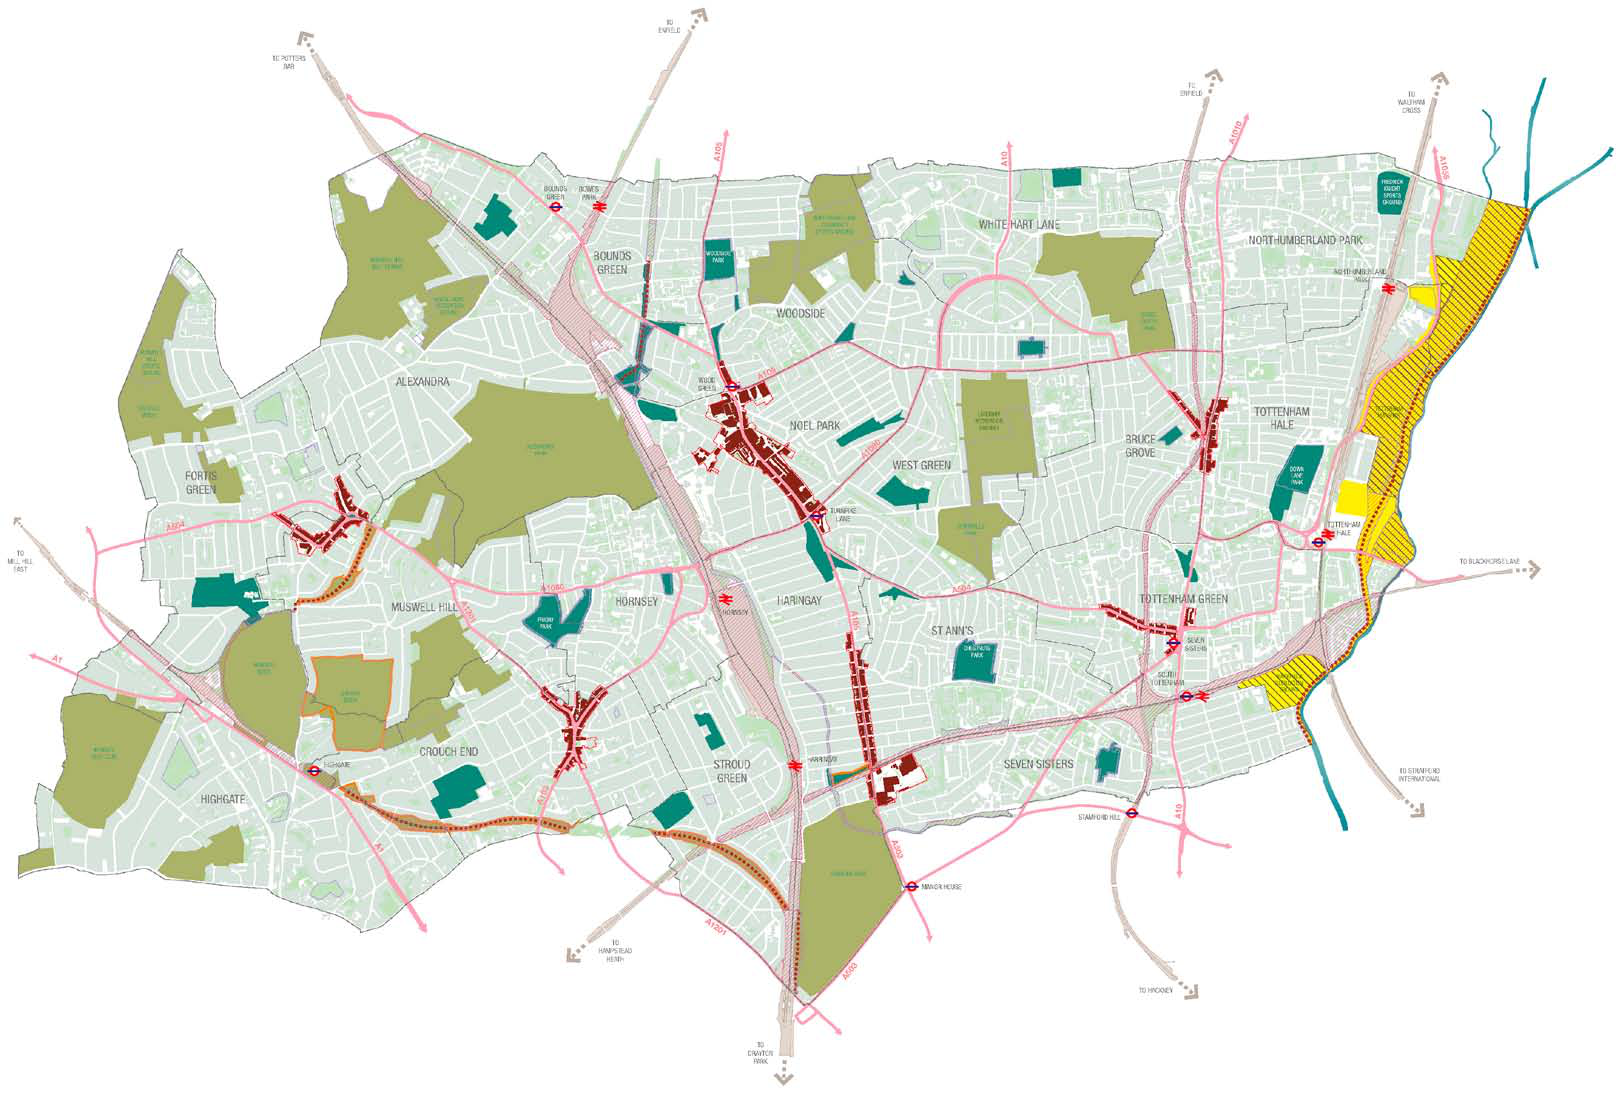 TO
ENFIELD
TO POTTERS
BAR
TO
ENFIELD
TO
WALTHAM
CROSS
A105
A10
A1010
A1055
BOUNDS
GREEN
BOWES
PARK
FREDRICK
KNIGHT
SPORTS
GROUND
WHITE HART LANE
NORTHUMBERLAND PARK
BOUNDS
GREEN
WOODSIDE
PARK
NORTHUMBERLAND
PARK
WOODSIDE
ALEXANDRA
WOOD
GREEN
A109
NOEL PARK
TOTTENHAM
HALE
BRUCE
GROVE
A1080
WEST GREEN
FORTIS
GREEN
DOWN
LANE
PARK
TURNPIKE
LANE
A504
TOTTENHAM
HALE
TO
MILL HILL
EAST
TO BLACKHORSE LANE
A1080
A504
MUSWELL HILL
A1201
PRIORY
PARK
HORNSEY
HORNSEY
HARINGAY
TOTTENHAM GREEN
A105
ST ANN'S
CHESTNUTS
PARK
SEVEN
SISTERS
A1
SOUTH
TOTTENHAM
CROUCH END
HIGHGATE
STROUD
GREEN
HARRINGAY
SEVEN SISTERS
TO STRATFORD
INTERNATIONAL
HIGHGATE
A103
STAMFORD HILL
A10
A1
A503
MANOR HOUSE
A1201
TO
HAMPSTEAD
HEATH
A503
TO HACKNEY
TO
DRAYTON
PARK